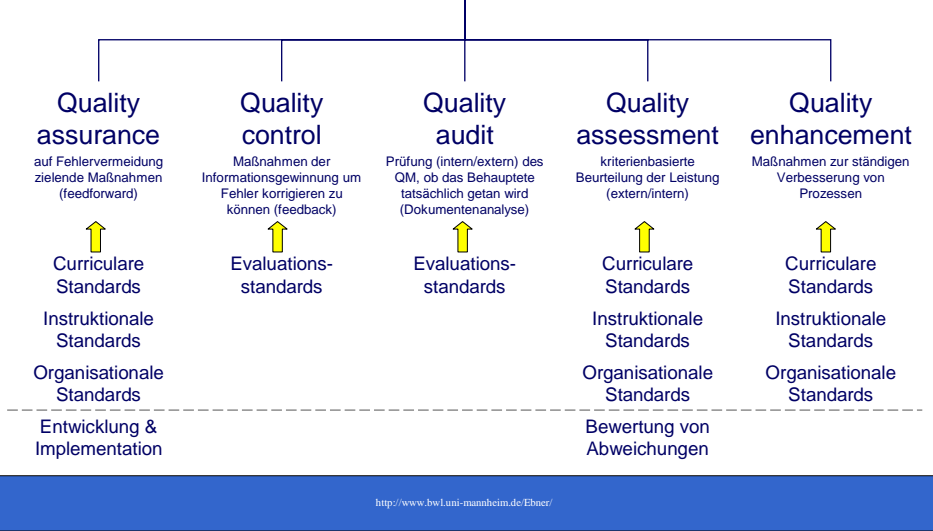 Quality
assurance
auf Fehlervermeidung
zielende Maßnahmen
(feedforward)
Curriculare
Standards
Instruktionale
Standards
Organisationale
Standards
Entwicklung &
Implementation
Quality
control
Maßnahmen der
Informationsgewinnung um
Fehler korrigieren zu
können (feedback)
Evaluations-
standards
Quality
audit
Prüfung (intern/extern) des
QM, ob das Behauptete
tatsächlich getan wird
(Dokumentenanalyse)
Evaluations-
standards
Quality
assessment
kriterienbasierte
Beurteilung der Leistung
(extern/intern)
Curriculare
Standards
Instruktionale
Standards
Organisationale
Standards
Bewertung von
Abweichungen
Quality
enhancement
Maßnahmen zur ständigen
Verbesserung von
Prozessen
Curriculare
Standards
Instruktionale
Standards
Organisationale
Standards
http://www.bwl.uni-mannheim.de/Ebner/